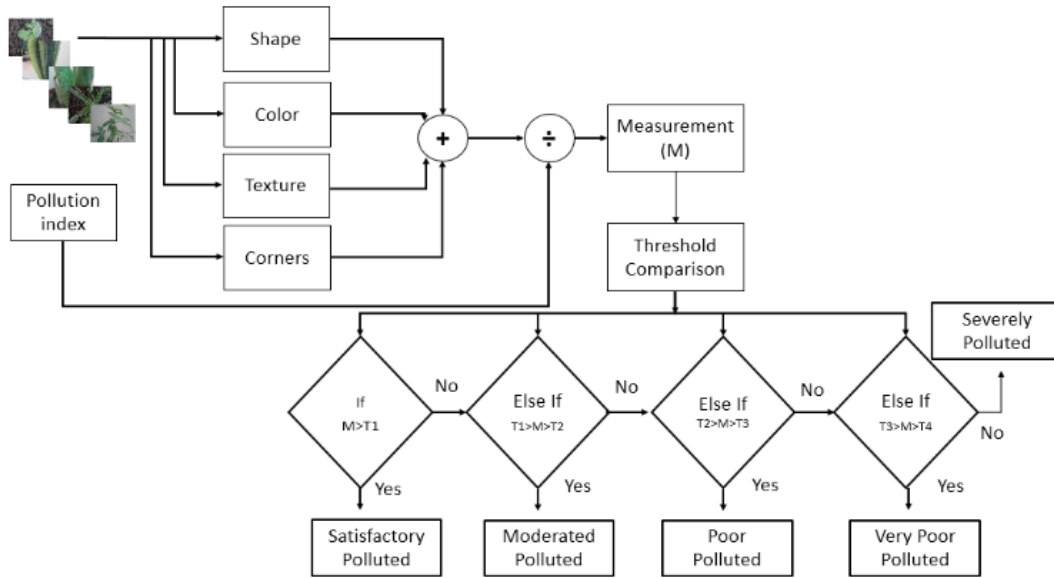 Shape
Color
Texture
Corners
Pollution
index
+
÷
Measurement
(M)
Threshold
Comparison
Severely
Polluted
If
M>T1
No
Else If
T1>M>T2
No
Else If
T2>M>T3
No
Else If
T3>M>T4
No
Yes
Yes
Yes
Yes
Satisfactory
Polluted
Moderated
Polluted
Poor
Polluted
Very Poor
Polluted